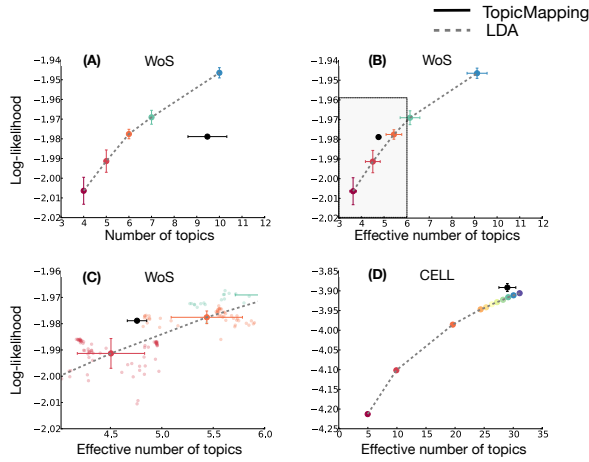 TopicMapping
LDA
(A) WoS
Log-likelihood
−1.94
−1.95
−1.96
−1.97
−1.98
−1.99
−2.00
−2.01
−2.02
3 4 5 6 7 8 9 10 11 12
Number of topics
(B) WoS
−1.94
−1.95
−1.96
−1.97
−1.98
−1.99
−2.00
−2.01
−2.02
3 4 5 6 7 8 9 10 11 12
Effective number of topics
(C) WoS
Log-likelihood
−1.96
−1.97
−1.98
−1.99
−2.00
−2.01
−2.02
4.5 5.0 5.5 6.0
Effective number of topics
(D) CELL
−3.85
−3.90
−3.95
−4.00
−4.05
−4.10
−4.15
−4.20
−4.25
0 5 10 15 20 25 30 35
Effective number of topics